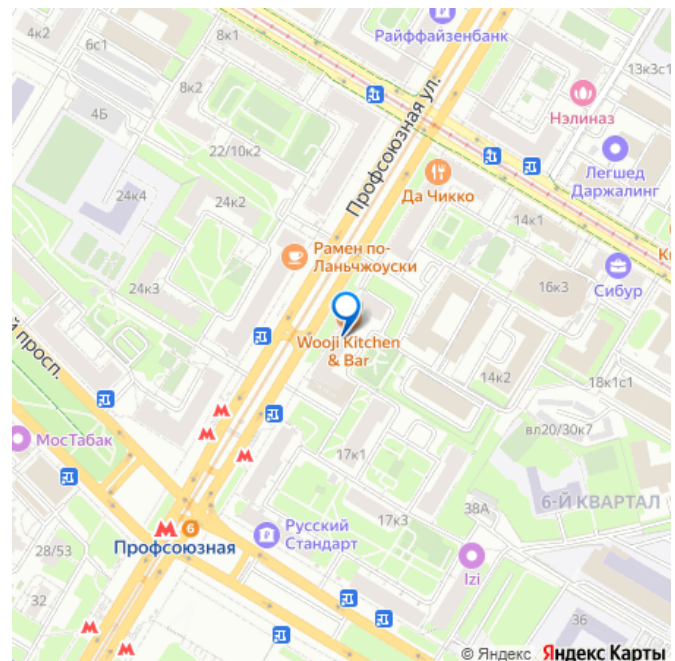 4к2
6с1
8к1
Райффайзенбанк
13к3с1
8к2
4Б
Нэлиназ
22/10к2
Профсоюзная ул.
Легшед
Даржалинг
24к4
24к2
Да Чикко
14к1
Рамен по-
Ланьчжоуски
Сибур
16к3
24к3
й просп.
Wooji Kitchen
& Bar
14к2
18к1с1
МосТабак
17к1
вл20/30к7
38А
6-Й КВАРТАЛ
6
Профсоюзная
Русский
Стандарт
17к3
28/53
Izi
32
36
© Яндекс Яндекс Карты